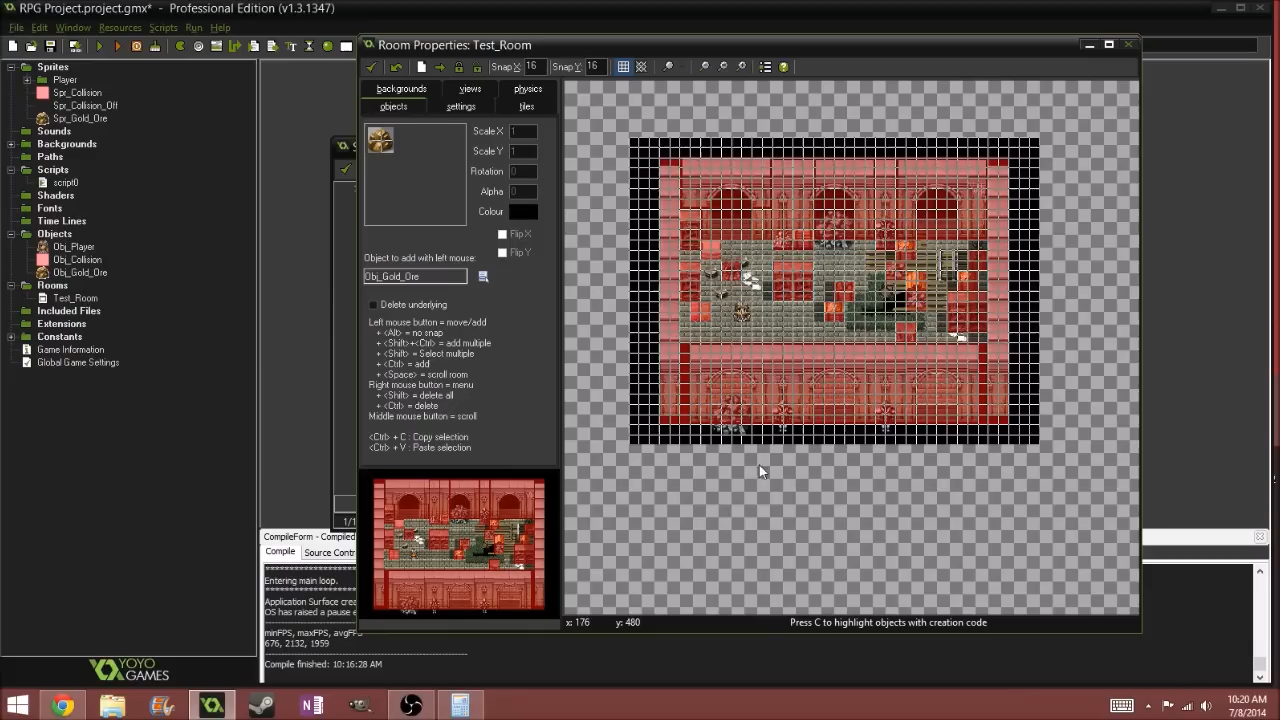 RPG Project.project.gmx* - Professional Edition (v1.3.1347)
File Edit Window Resources Scripts Run Help
Room Properties: Test_Room
Snap X 16 Snap Y 16
backgrounds views physics
objects settings tiles
Scale X 1
Scale Y 1
Rotation 0
Alpha 0
Colour
Flip X
Flip Y
Object to add with left mouse:
Obj_Gold_Ore
Delete underlying
Left mouse button = move/add
+ <Alt> = no snap
+ <Shift>+<Ctrl> = add multiple
+ <Shift> = Select multiple
+ <Ctrl> = add
+ <Space> = scroll room
Right mouse button = menu
+ <Shift> = delete all
+ <Ctrl> = delete
Middle mouse button = scroll
<Ctrl> + C : Copy selection
<Ctrl> + V : Paste selection
x: 176 y: 480 Press C to highlight objects with creation code
Sprites
Player
Spr_Collision
Spr_Collision_Off
Spr_Gold_Ore
Sounds
Backgrounds
Paths
Scripts
script0
Shaders
Fonts
Time Lines
Objects
Obj_Player
Obj_Collision
Obj_Gold_Ore
Rooms
Test_Room
Included Files
Extensions
Constants
Game Information
Global Game Settings
S
1/1
CompileForm - Compiled
Compile Source Contr
Entering main loop.
Application Surface crea
OS has raised a pause e
minFPS, maxFPS, avgFP
676, 2132, 1959
Compile finished: 10:16:28 AM
YOYO
GAMES
10:20 AM
7/8/2014